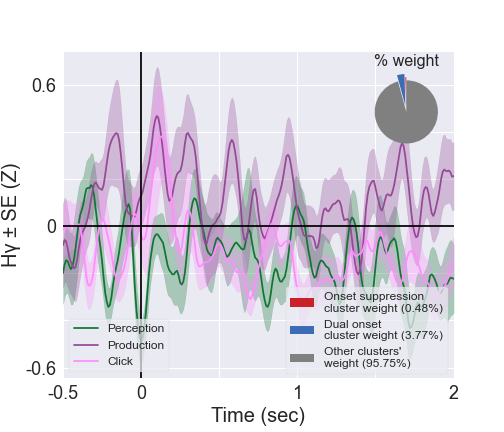 % weight
0.6
0
-0.6
Hγ ± SE (Z)
Perception
Production
Click
Onset suppression
cluster weight (0.48%)
Dual onset
cluster weight (3.77%)
Other clusters'
weight (95.75%)
-0.5 0 1 2
Time (sec)